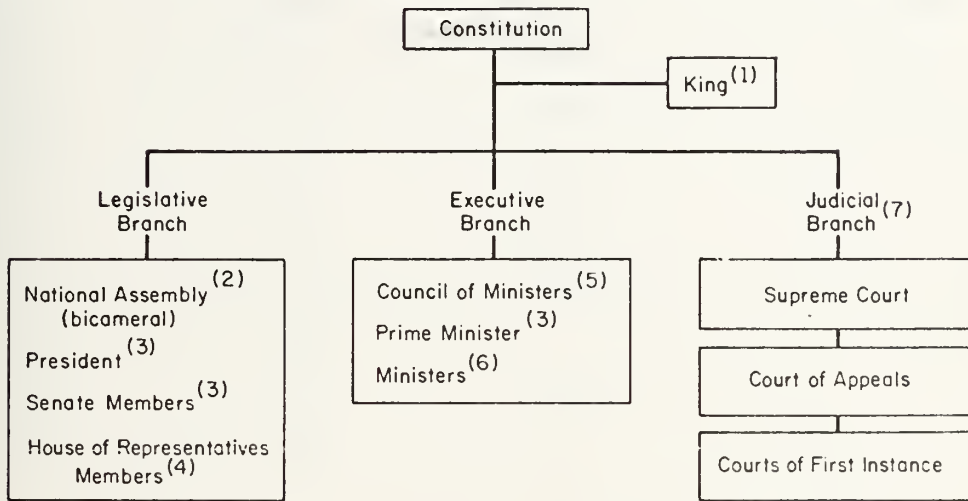 Constitution
King(1)
Legislative
Branch
National Assembly(2)
(bicameral)
President(3)
Senate Members(3)
House of Representatives
Members(4)
Executive
Branch
Council of Ministers(5)
Prime Minister(3)
Ministers(6)
Judicial
Branch(7)
Supreme Court
Court of Appeals
Courts of First Instance